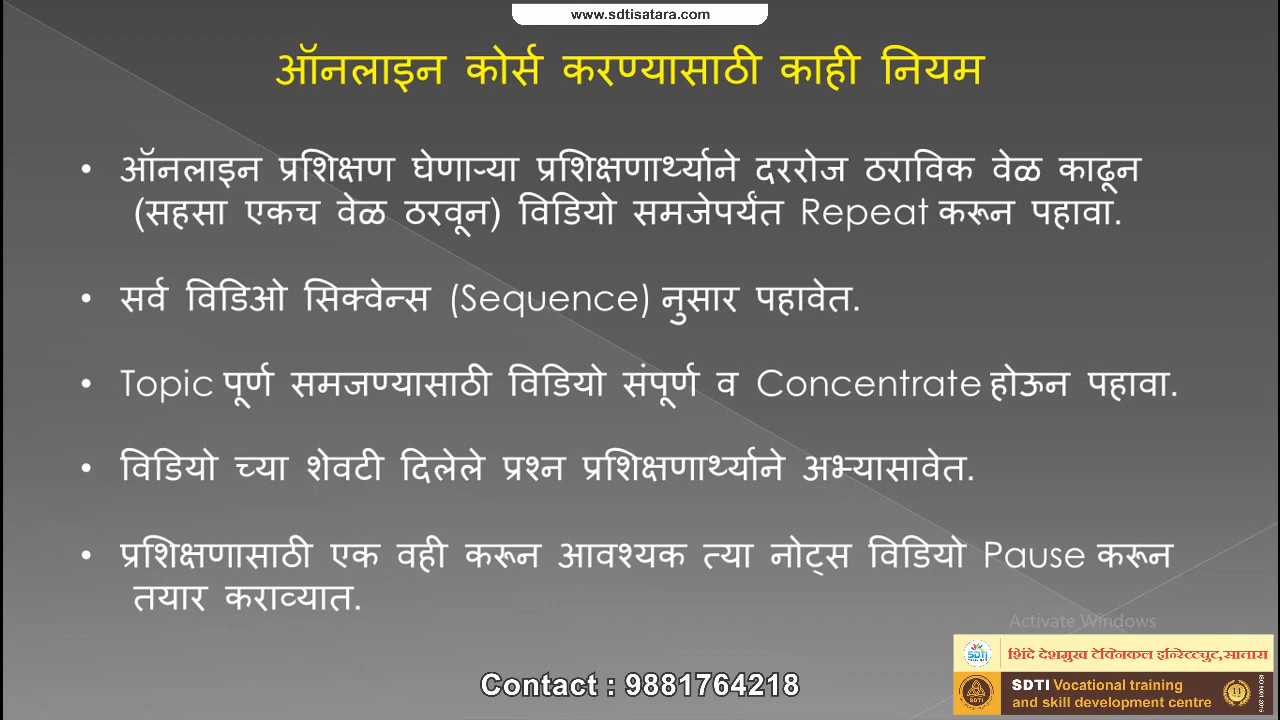 www.sdtisatara.com
ऑनलाइन कोर्स करण्यासाठी काही नियम
• ऑनलाइन प्रशिक्षण घेणाऱ्या प्रशिक्षणार्थ्याने दररोज ठराविक वेळ काढून
(सहसा एकच वेळ ठरवून) विडियो समजेपर्यंत Repeat करून पहावा.
• सर्व विडिओ सिक्वेन्स (Sequence) नुसार पहावेत.
• Topic पूर्ण समजण्यासाठी विडियो संपूर्ण व Concentrate होऊन पहावा.
• विडियो च्या शेवटी दिलेले प्रश्न प्रशिक्षणार्थ्याने अभ्यासावेत.
• प्रशिक्षणासाठी एक वही करून आवश्यक त्या नोट्स विडियो Pause करून
तयार कराव्यात.
Activate Windows
SDTI शिंदे देशमुख टेक्निकल इन्स्टिट्युट, सातारा
Contact : 9881764218
SDTI Vocational training
and skill development centre